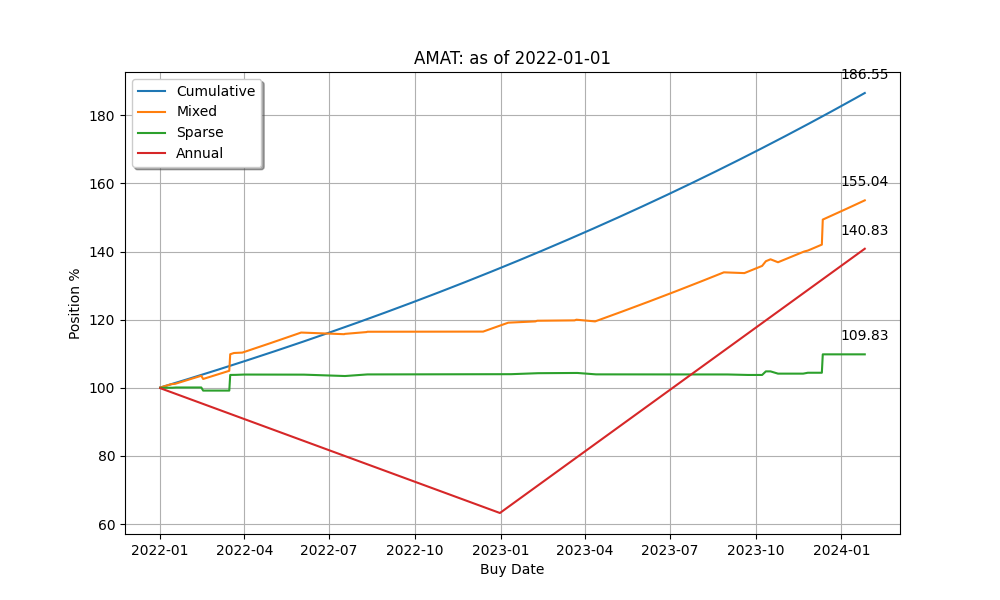 AMAT: as of 2022-01-01
186.55
Cumulative
Mixed
Sparse
Annual
155.04
140.83
109.83
180
160
140
120
100
80
60
Position %
2022-01 2022-04 2022-07 2022-10 2023-01 2023-04 2023-07 2023-10 2024-01
Buy Date